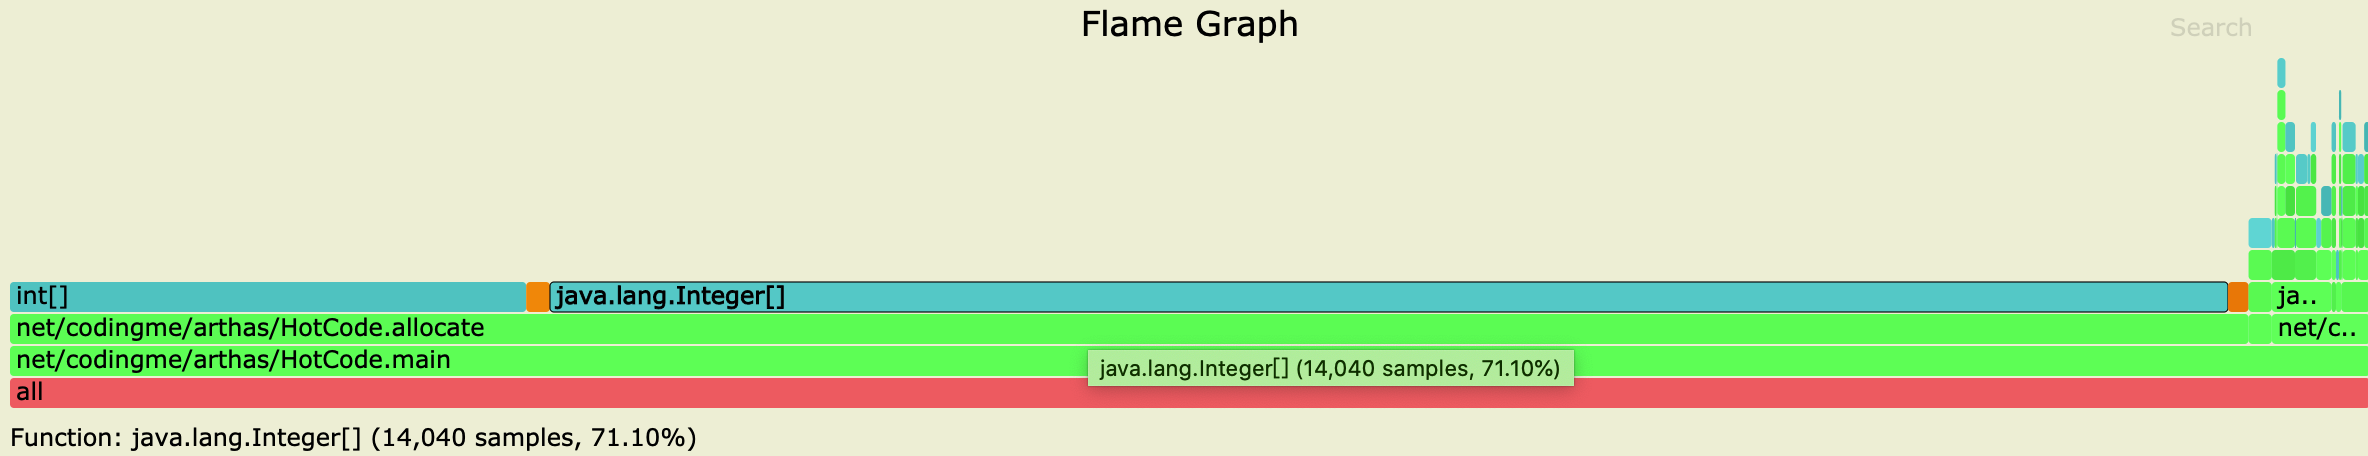 Flame Graph
Search
int[]
java.lang.Integer[]
ja..
net/codingme/arthas/HotCode.allocate
net/c..
net/codingme/arthas/HotCode.main
java.lang.Integer[] (14,040 samples, 71.10%)
all
Function: java.lang.Integer[] (14,040 samples, 71.10%)